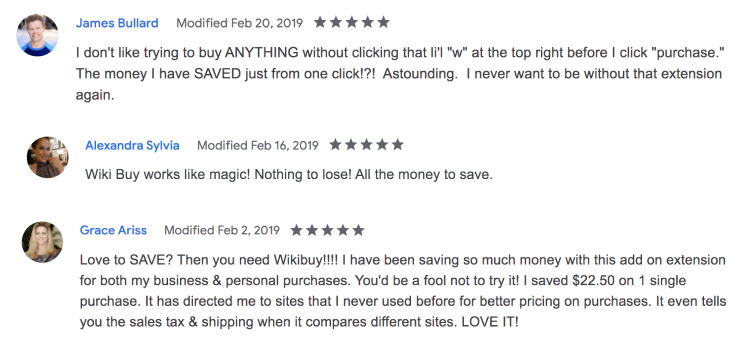 James Bullard Modified Feb 20, 2019 ★★★★★
I don't like trying to buy ANYTHING without clicking that li'l "w" at the top right before I click "purchase."
The money I have SAVED just from one click!?! Astounding. I never want to be without that extension
again.
Alexandra Sylvia Modified Feb 16, 2019 ★★★★★
Wiki Buy works like magic! Nothing to lose! All the money to save.
Grace Ariss Modified Feb 2, 2019 ★★★★★
Love to SAVE? Then you need Wikibuy!!!! I have been saving so much money with this add on extension
for both my business & personal purchases. You'd be a fool not to try it! I saved $22.50 on 1 single
purchase. It has directed me to sites that I never used before for better pricing on purchases. It even tells
you the sales tax & shipping when it compares different sites. LOVE IT!